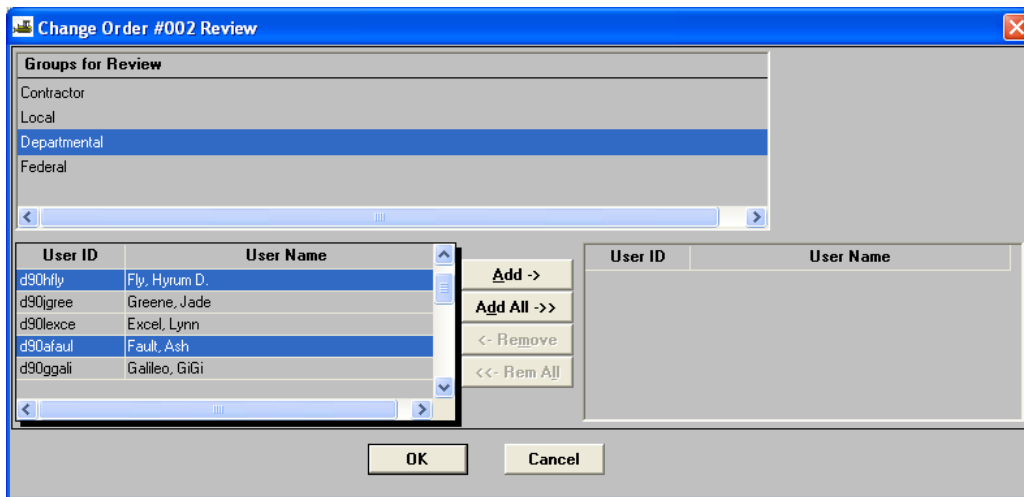 Change Order #002 Review
Groups for Review
Contractor
Local
Departmental
Federal
User ID User Name
d90hfly Fly, Hyrum D.
d90jgree Greene, Jade
d90lexce Excel, Lynn
d90afaul Fault, Ash
d90ggali Galileo, GiGi
Add ->
Add All ->>
<- Remove
<<- Rem All
User ID User Name
OK Cancel